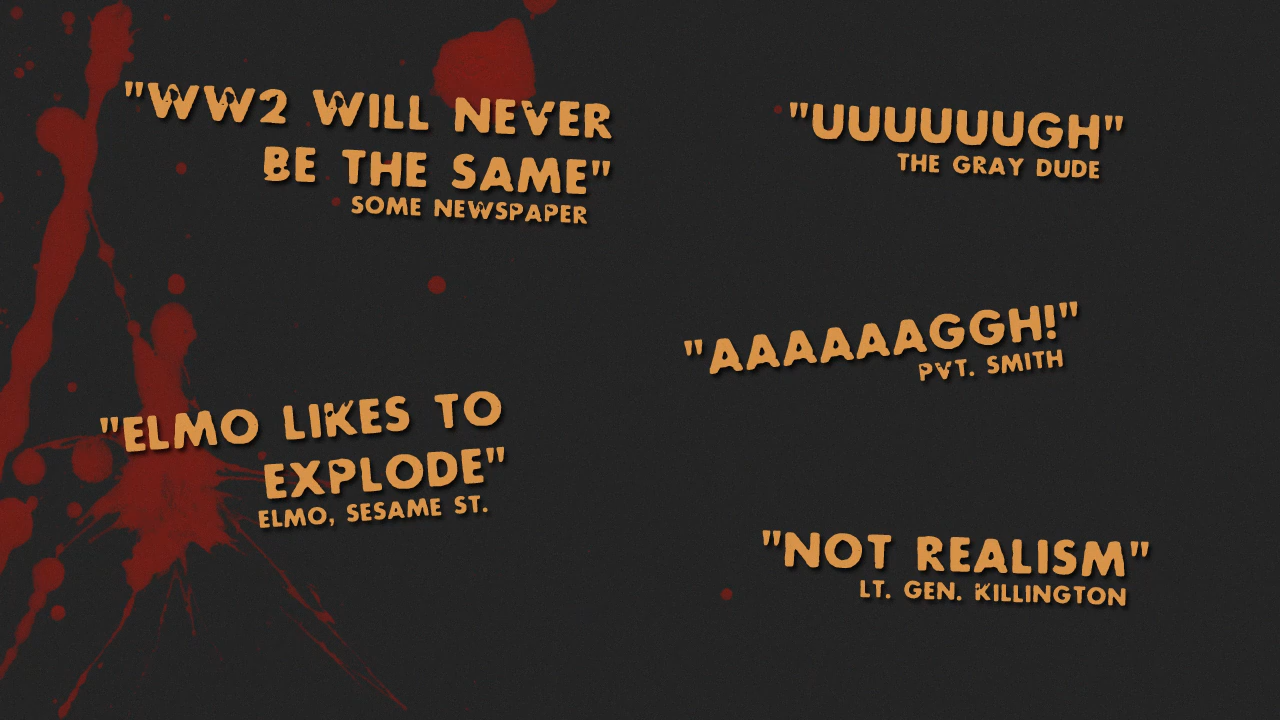 "WW2 WILL NEVER
BE THE SAME"
SOME NEWSPAPER
"UUUUUUUGH"
THE GRAY DUDE
"AAAAAAGGH!"
PVT. SMITH
"ELMO LIKES TO
EXPLODE"
ELMO, SESAME ST.
"NOT REALISM"
LT. GEN. KILLINGTON